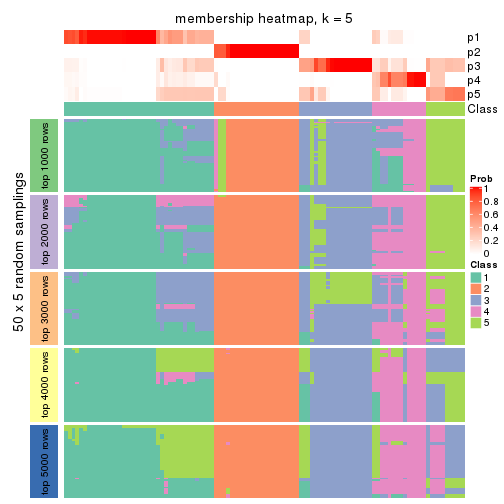 membership heatmap, k = 5
p1
p2
p3
p4
p5
Class
50 x 5 random samplings
top 1000 rows
top 2000 rows
top 3000 rows
top 4000 rows
top 5000 rows
Prob
1
0.8
0.6
0.4
0.2
0
Class
1
2
3
4
5